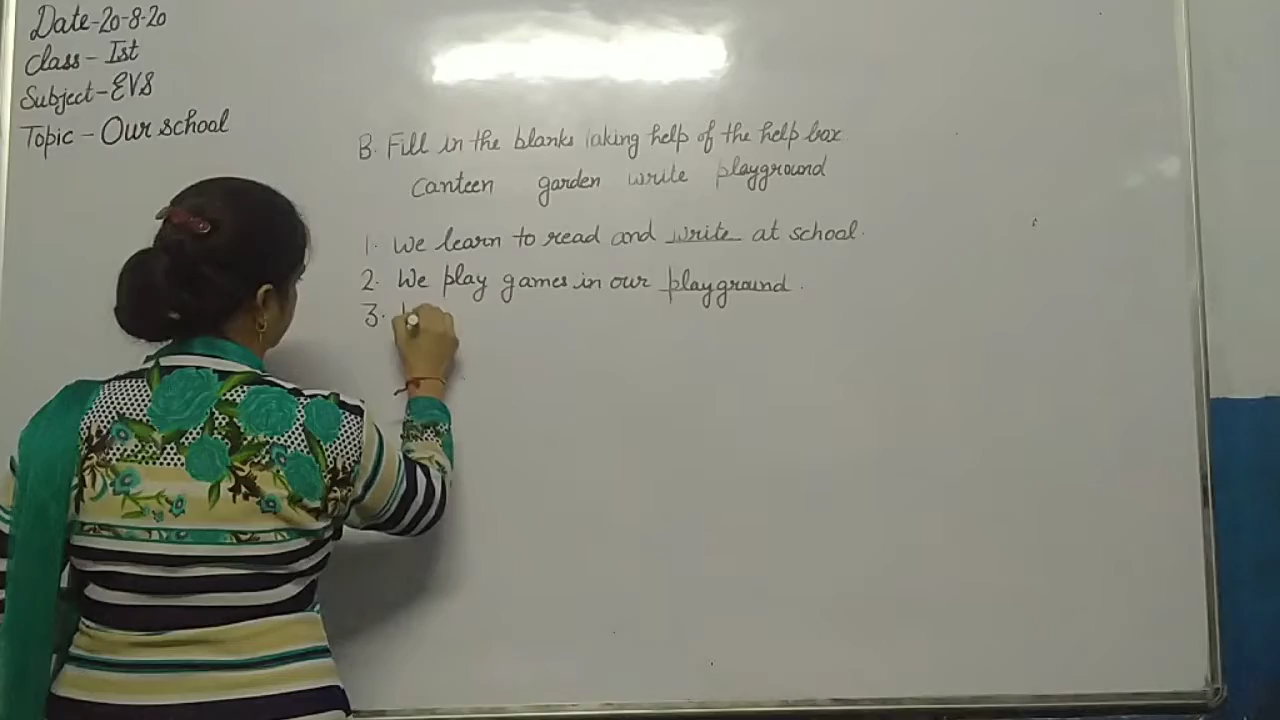 Date-20-8-20
Class- Ist
Subject-EVS
Topic - Our school
B. Fill in the blanks taking help of the help box.
canteen garden write playground
1. We learn to read and write at school.
2. We play games in our playground.
3.